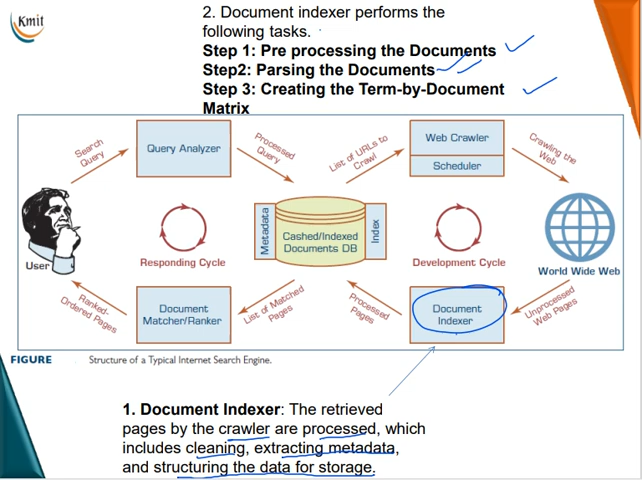 Kmit
2. Document indexer performs the
following tasks.
Step 1: Pre processing the Documents
Step2: Parsing the Documents
Step 3: Creating the Term-by-Document
Matrix
Search
Query
Query Analyzer
Processed
Query
List of URLs to
Crawl
Web Crawler
Scheduler
Crawling the
Web
User
Responding Cycle
Metadata
Cashed/Indexed
Documents DB
Index
Development Cycle
World Wide Web
Ranked-
Ordered Pages
Document
Matcher/Ranker
List of Matched
Pages
Processed
Pages
Document
Indexer
Unprocessed
Web Pages
FIGURE Structure of a Typical Internet Search Engine.
1. Document Indexer: The retrieved
pages by the crawler are processed, which
includes cleaning, extracting metadata,
and structuring the data for storage.